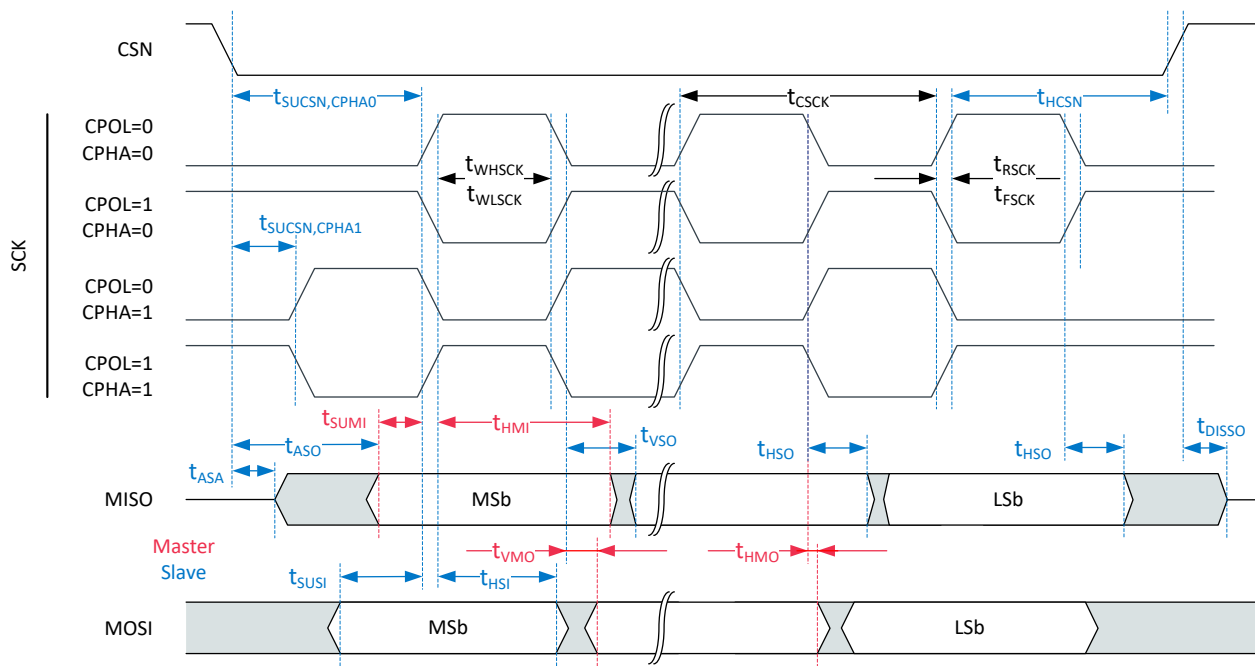 CSN
tSUCSN,CPHA0
tCSCK
tHCSN
SCK
CPOL=0
CPHA=0
tWHSCK
tWLSCK
tRSCK
tFSCK
CPOL=1
CPHA=0
tSUCSN,CPHA1
CPOL=0
CPHA=1
CPOL=1
CPHA=1
tSUMI
tHMI
tASO
tVSO
tHSO
tHSO
tDISSO
tASA
MISO
MSb
LSb
Master
Slave
tVMO
tHMO
tSUSI
tHSI
MOSI
MSb
LSb